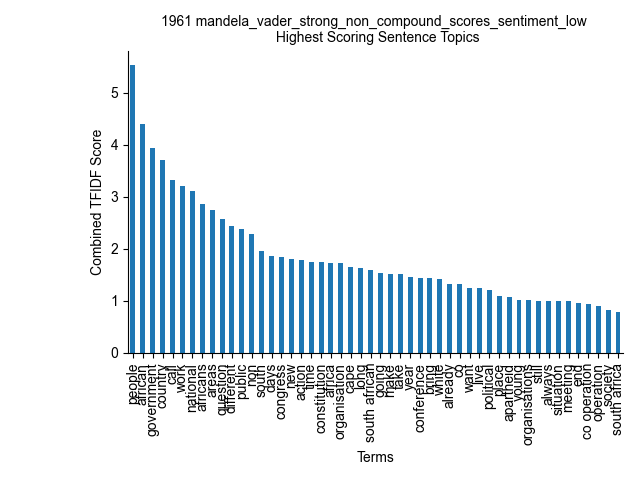 1961 mandela_vader_strong_non_compound_scores_sentiment_low
Highest Scoring Sentence Topics
Combined TFIDF Score
5
4
3
2
1
0
people
african
government
country
call
work
national
africans
areas
question
different
public
non
south
days
congress
new
action
time
constitution
africa
organisation
cape
long
south african
going
make
take
year
conference
bring
white
already
co
want
live
political
place
apartheid
young
organisations
still
always
situation
meeting
end
co operation
operation
society
south africa
Terms